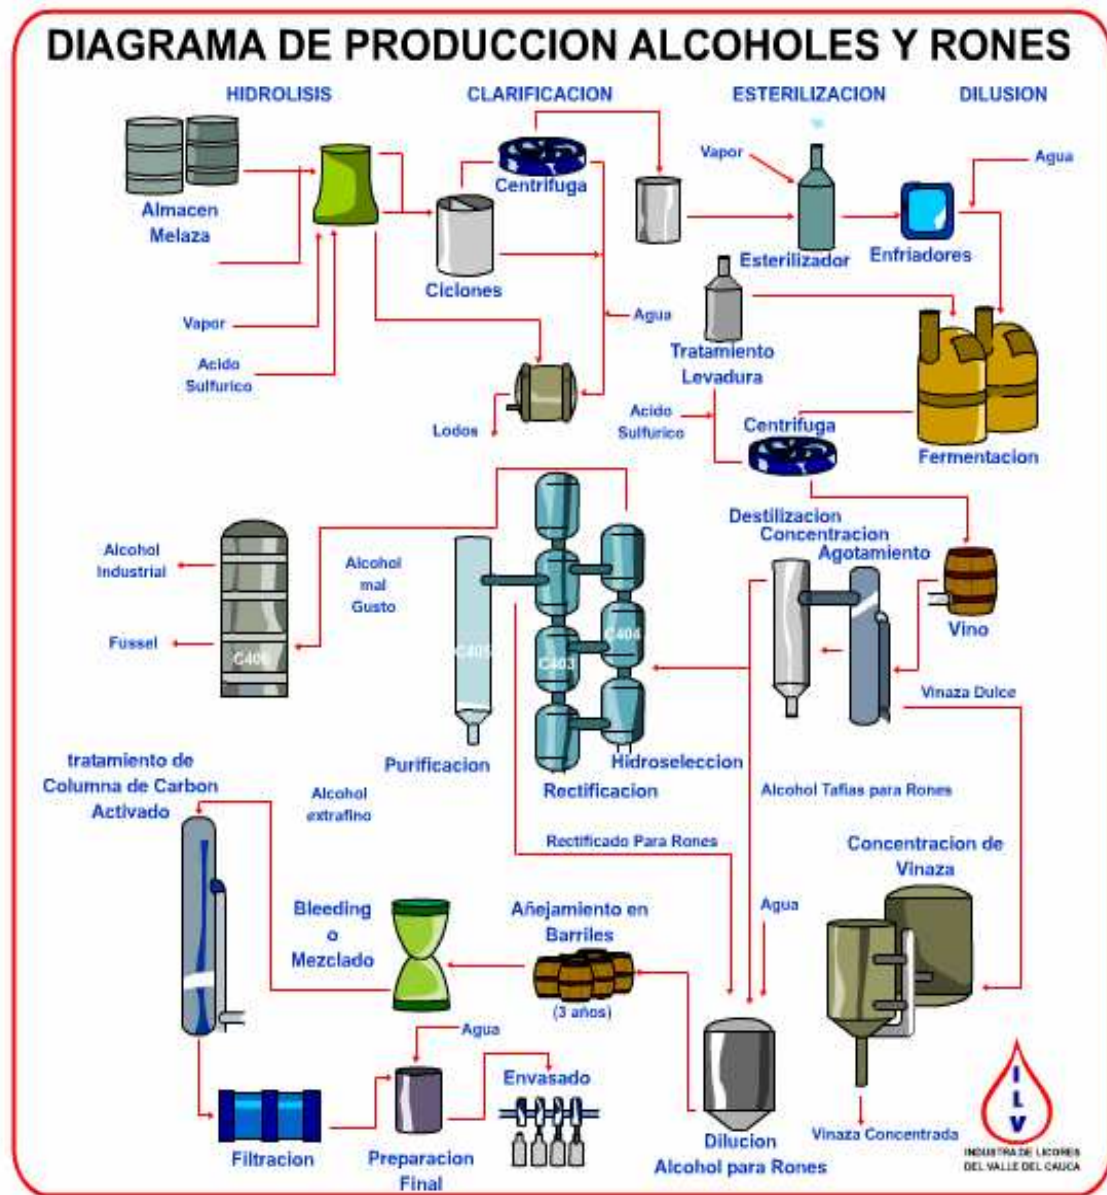 DIAGRAMA DE PRODUCCION ALCOHOLES Y RONES
HIDROLISIS
CLARIFICACION
ESTERILIZACION
DILUSION
Almacen
Melaza
Centrifuga
Vapor
Agua
Ciclones
Esterilizador
Enfriadores
Vapor
Acido
Sulfurico
Agua
Tratamiento
Levadura
Lodos
Acido
Sulfurico
Centrifuga
Fermentacion
Destilizacion
Concentracion
Agotamiento
Vino
Alcohol
Industrial
Fussel
C406
Alcohol
mal
Gusto
C405
C403
C404
Vinaza Dulce
Purificacion
Rectificacion
Hidroseleccion
tratamiento de
Columna de Carbon
Activado
Alcohol
extrafino
Alcohol Tafias para Rones
Rectificado Para Rones
Concentracion de
Vinaza
Bleeding
o
Mezclado
Añejamiento en
Barriles
(3 años)
Agua
Agua
Envasado
Filtracion
Preparacion
Final
Dilucion
Alcohol para Rones
Vinaza Concentrada
I
L
V
INDUSTRIA DE LICORES
DEL VALLE DEL CAUCA